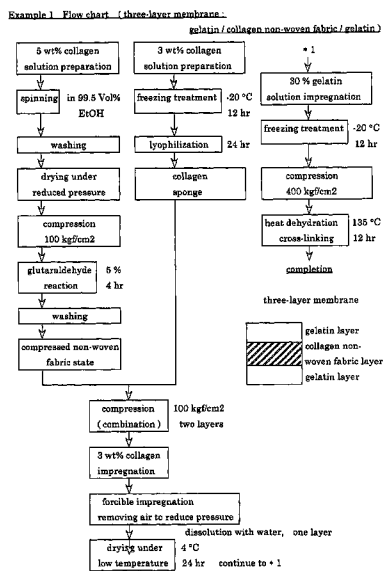 Example 1 Flow chart ( three-layer membrane :
gelatin / collagen non-woven fabric / gelatin )
5 wt% collagen
solution preparation
spinning
in 99.5 Vol%
EtOH
washing
drying under
reduced pressure
compression
100 kgf/cm2
glutaraldehyde
reaction
5 %
4 hr
washing
compressed non-woven
fabric state
3 wt% collagen
solution preparation
freezing treatment
-20 °C
12 hr
lyophilization
24 hr
collagen
sponge
* 1
30 % gelatin
solution impregnation
freezing treatment
-20 °C
12 hr
compression
400 kgf/cm2
heat dehydration
cross-linking
135 °C
12 hr
completion
three-layer membrane
gelatin layer
collagen non-
woven fabric layer
gelatin layer
compression
( combination )
100 kgf/cm2
two layers
3 wt% collagen
impregnation
forcible impregnation
removing air to reduce pressure
dissolution with water, one layer
drying under
low temperature
4 °C
24 hr continue to * 1